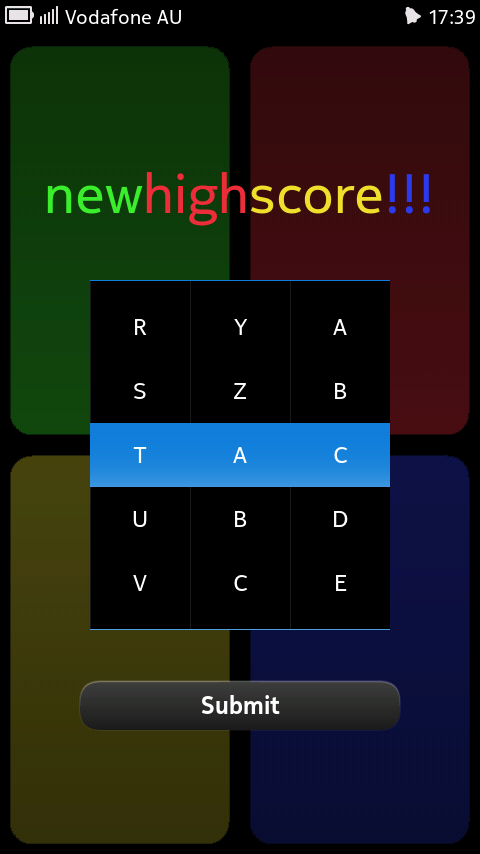 Vodafone AU 17:39
newhighscore!!!
R Y A
S Z B
T A C
U B D
V C E
Submit